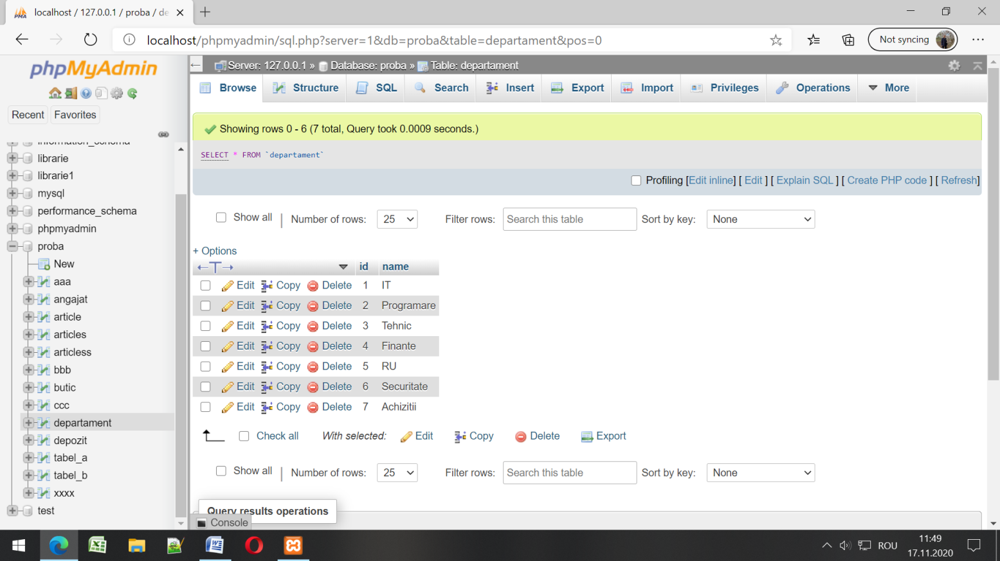 localhost / 127.0.0.1 / proba / de
localhost/phpmyadmin/sql.php?server=1&db=proba&table=departament&pos=0
Not syncing
phpMyAdmin
Recent
Favorites
information_schema
librarie
librarie1
mysql
performance_schema
phpmyadmin
proba
New
aaa
angajat
article
articles
articless
bbb
butic
ccc
departament
depozit
tabel_a
tabel_b
xxxx
test
Server: 127.0.0.1 » Database: proba » Table: departament
Browse Structure SQL Search Insert Export Import Privileges Operations More
Showing rows 0 - 6 (7 total, Query took 0.0009 seconds.)
SELECT * FROM `departament`
Profiling [Edit inline] [ Edit ] [ Explain SQL ] [ Create PHP code ] [ Refresh]
Show all | Number of rows: 25 Filter rows: Search this table Sort by key: None
+ Options
←T→ id name
Edit Copy Delete 1 IT
Edit Copy Delete 2 Programare
Edit Copy Delete 3 Tehnic
Edit Copy Delete 4 Finante
Edit Copy Delete 5 RU
Edit Copy Delete 6 Securitate
Edit Copy Delete 7 Achizitii
Check all With selected: Edit Copy Delete Export
Show all | Number of rows: 25 Filter rows: Search this table Sort by key: None
Query results operations
Console
ROU
11:49
17.11.2020